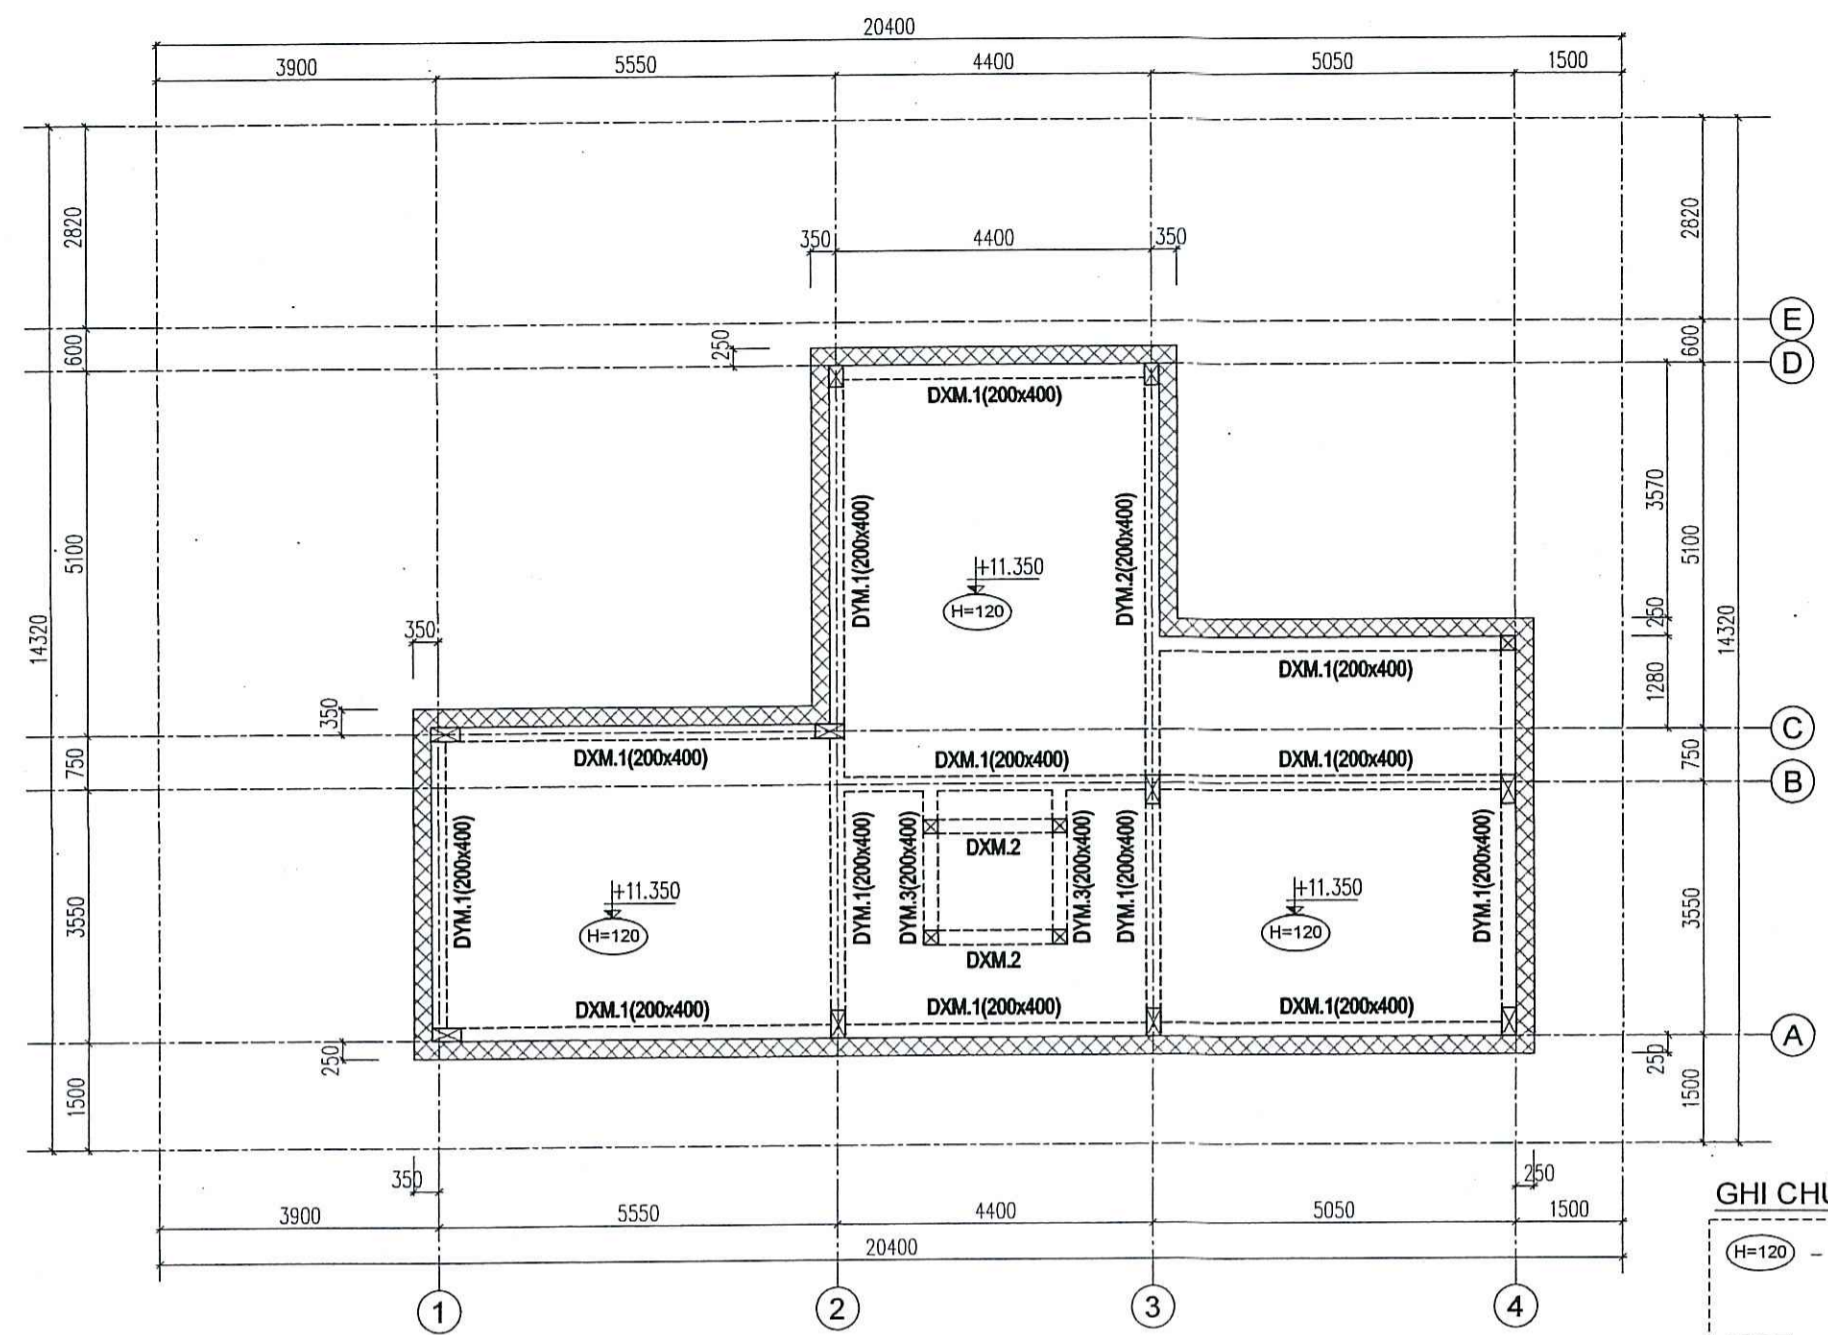 20400
3900 5550 4400 5050 1500
350 4400 350
2820 2820
E
600 250 600
D
DXM.1(200x400)
14320 5100 DYM.1(200x400) DYM.2(200x400) 3570 5100 14320
+11.350
H=120
350 250
350 DXM.1(200x400) 1280
C
750 DXM.1(200x400) DXM.1(200x400) DXM.1(200x400) 750
B
3550 DYM.1(200x400) DYM.1(200x400) DYM.3(200x400) DXM.2 DYM.3(200x400) DYM.1(200x400) DYM.1(200x400) 3550
+11.350 +11.350
H=120 H=120
DXM.2
DXM.1(200x400) DXM.1(200x400) DXM.1(200x400)
A
250 250
1500 1500
350 250
GHI CHU
3900 5550 4400 5050 1500
20400
H=120 –
1 2 3 4